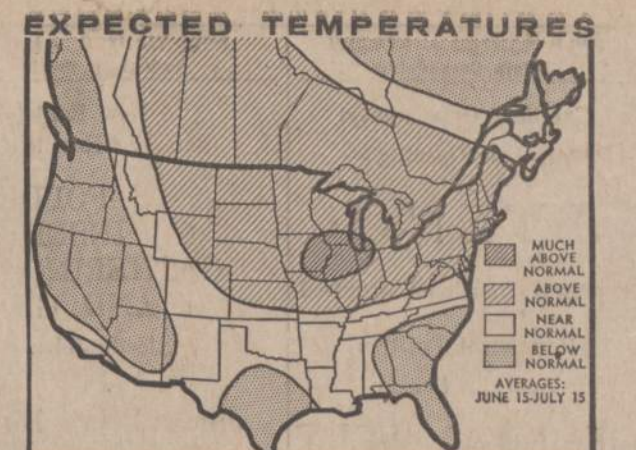 EXPECTED TEMPERATURES
MUCH
ABOVE
NORMAL
ABOVE
NORMAL
NEAR
NORMAL
BELOW
NORMAL
AVERAGES:
JUNE 15-JULY 15